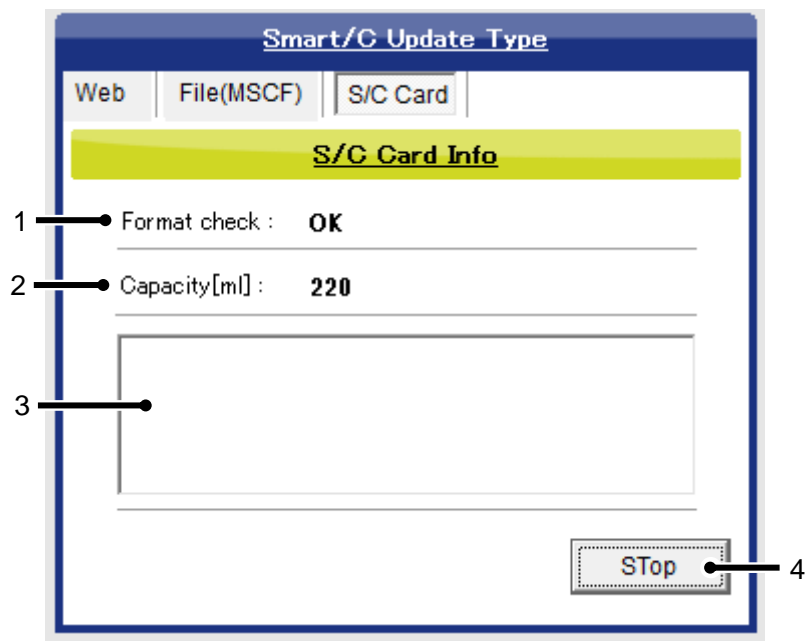 Smart/C Update Type
Web File(MSCF) S/C Card
S/C Card Info
1 Format check : OK
2 Capacity[ml] : 220
3
STop 4